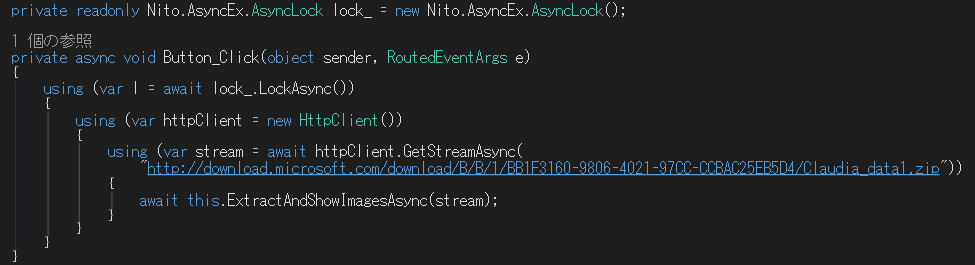 private readonly Nito.AsyncEx.AsyncLock lock_ = new Nito.AsyncEx.AsyncLock();
1 個の参照
private async void Button_Click(object sender, RoutedEventArgs e)
{
using (var l = await lock_.LockAsync())
{
using (var httpClient = new HttpClient())
{
using (var stream = await httpClient.GetStreamAsync(
"http://download.microsoft.com/download/B/B/1/BB1F3160-9806-4021-97CC-CCBAC25EB5D4/Claudia_data1.zip"))
{
await this.ExtractAndShowImagesAsync(stream);
}
}
}
}